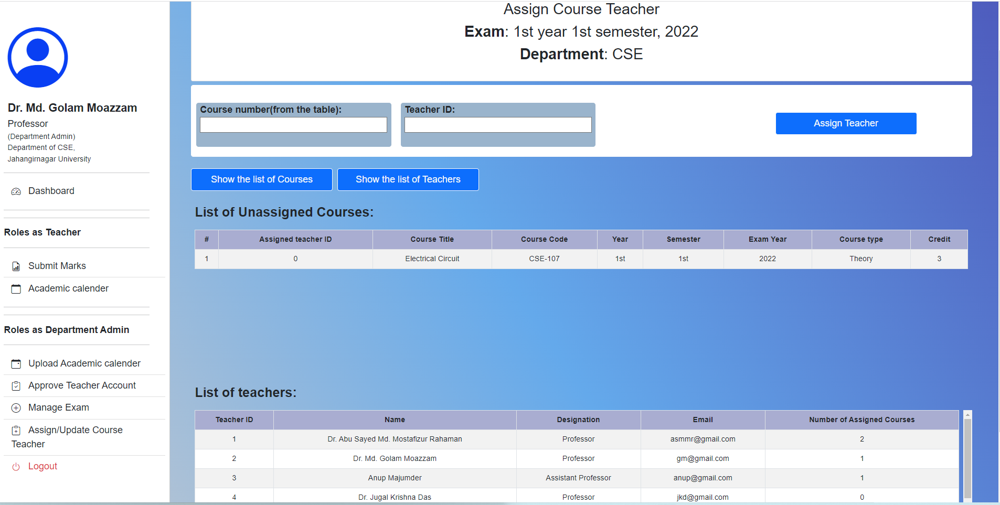 Dr. Md. Golam Moazzam
Professor
(Department Admin)
Department of CSE,
Jahangirnagar University
Dashboard
Roles as Teacher
Submit Marks
Academic calender
Roles as Department Admin
Upload Academic calender
Approve Teacher Account
Manage Exam
Assign/Update Course
Teacher
Logout
Assign Course Teacher
Exam: 1st year 1st semester, 2022
Department: CSE
Course number(from the table): Teacher ID:
Assign Teacher
Show the list of Courses Show the list of Teachers
List of Unassigned Courses:
# Assigned teacher ID Course Title Course Code Year Semester Exam Year Course type Credit
1 0 Electrical Circuit CSE-107 1st 1st 2022 Theory 3
List of teachers:
Teacher ID Name Designation Email Number of Assigned Courses
1 Dr. Abu Sayed Md. Mostafizur Rahaman Professor asmmr@gmail.com 2
2 Dr. Md. Golam Moazzam Professor gm@gmail.com 1
3 Anup Majumder Assistant Professor anup@gmail.com 1
4 Dr. Jugal Krishna Das Professor jkd@gmail.com 0